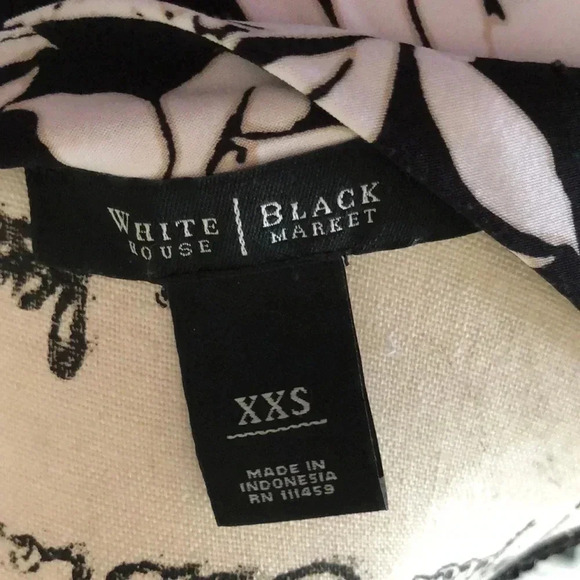 WHITE | BLACK
HOUSE | MARKET
XXS
MADE IN
INDONESIA
RN 111459